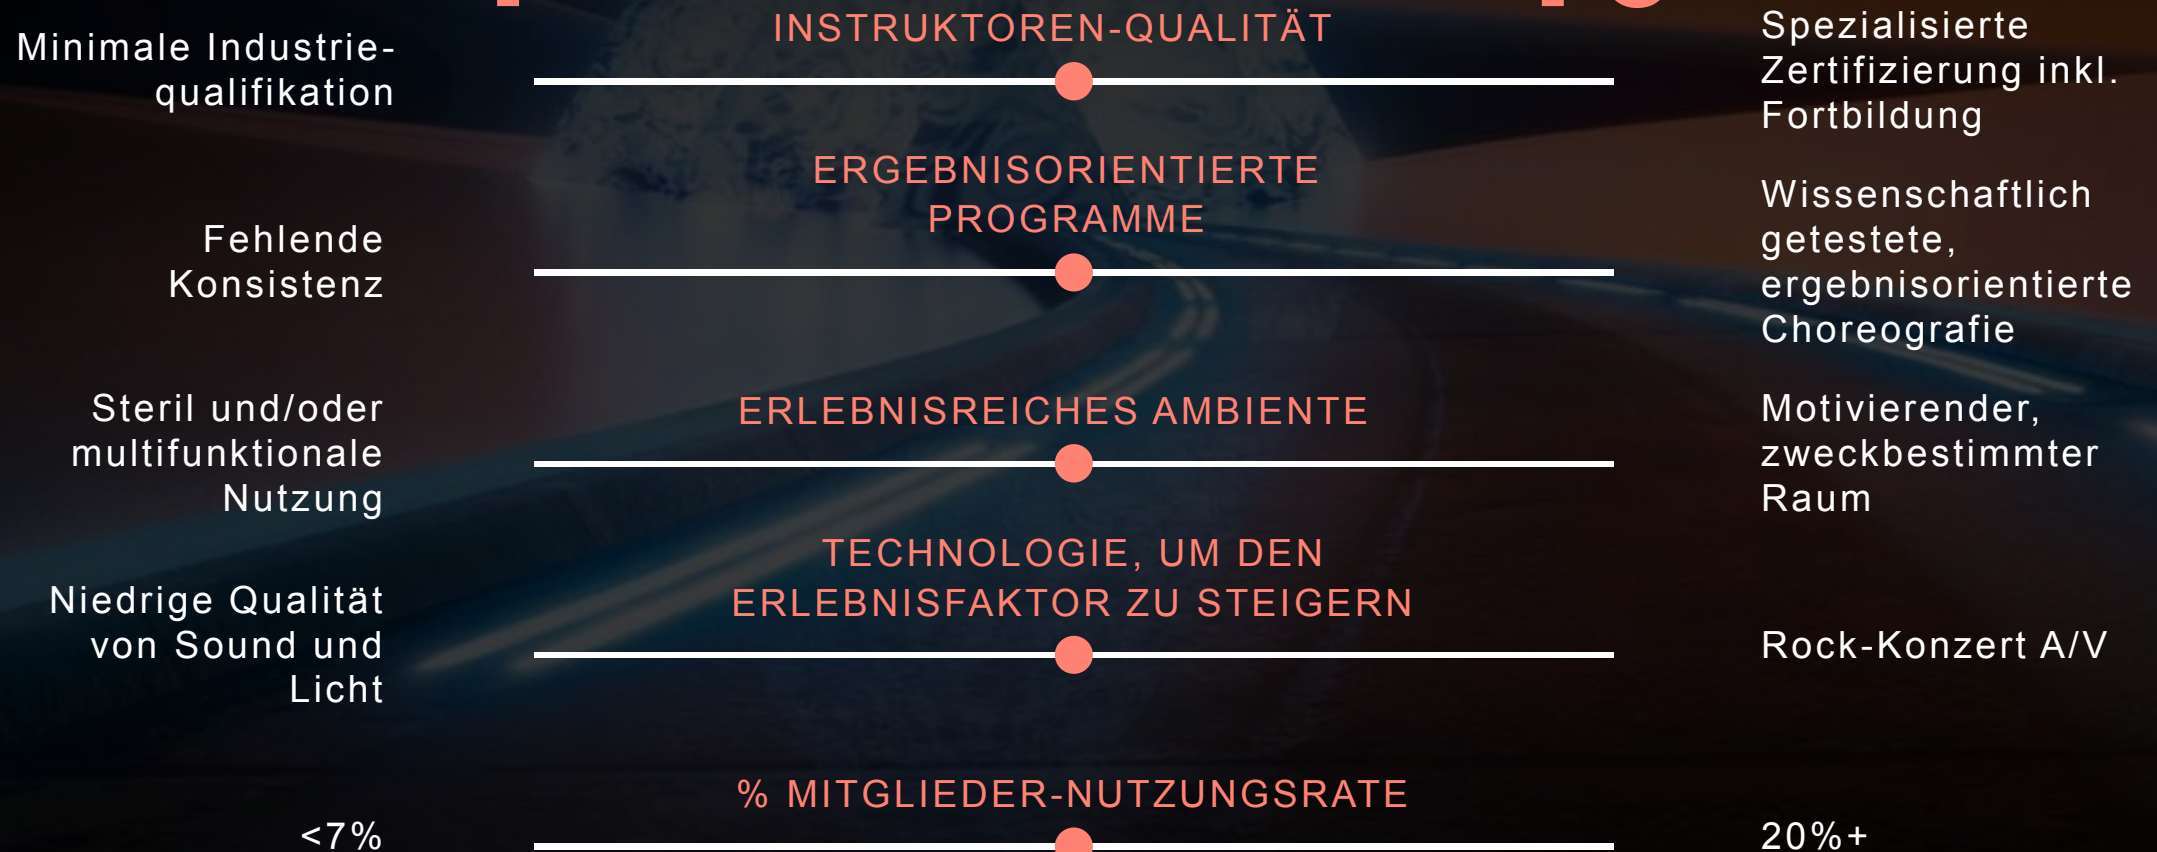 INSTRUKTOREN-QUALITÄT
Minimale Industrie-
qualifikation
Spezialisierte
Zertifizierung inkl.
Fortbildung
ERGEBNISORIENTIERTE
PROGRAMME
Fehlende
Konsistenz
Wissenschaftlich
getestete,
ergebnisorientierte
Choreografie
ERLEBNISREICHES AMBIENTE
Steril und/oder
multifunktionale
Nutzung
Motivierender,
zweckbestimmter
Raum
TECHNOLOGIE, UM DEN
ERLEBNISFAKTOR ZU STEIGERN
Niedrige Qualität
von Sound und
Licht
Rock-Konzert A/V
% MITGLIEDER-NUTZUNGSRATE
<7%
20%+